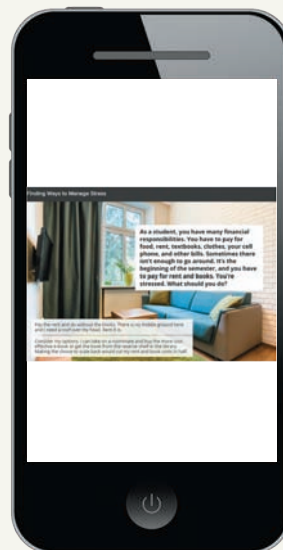 Finding Ways to Manage Stress
As a student, you have many financial
responsibilities. You have to pay for
food, rent, textbooks, clothes, your cell
phone, and other bills. Sometimes there
isn't enough to go around. It's the
beginning of the semester, and you have
to pay for rent and books. You're
stressed. What should you do?
Pay the rent and do without the books. There is no middle ground here
and I need a roof over my head. Rent it is.
Consider my options. I can take on a roommate and buy the more cost
effective e-book or get the book from the reserve shelf in the library.
Making the choice to scale back would cut my rent and book costs in half.